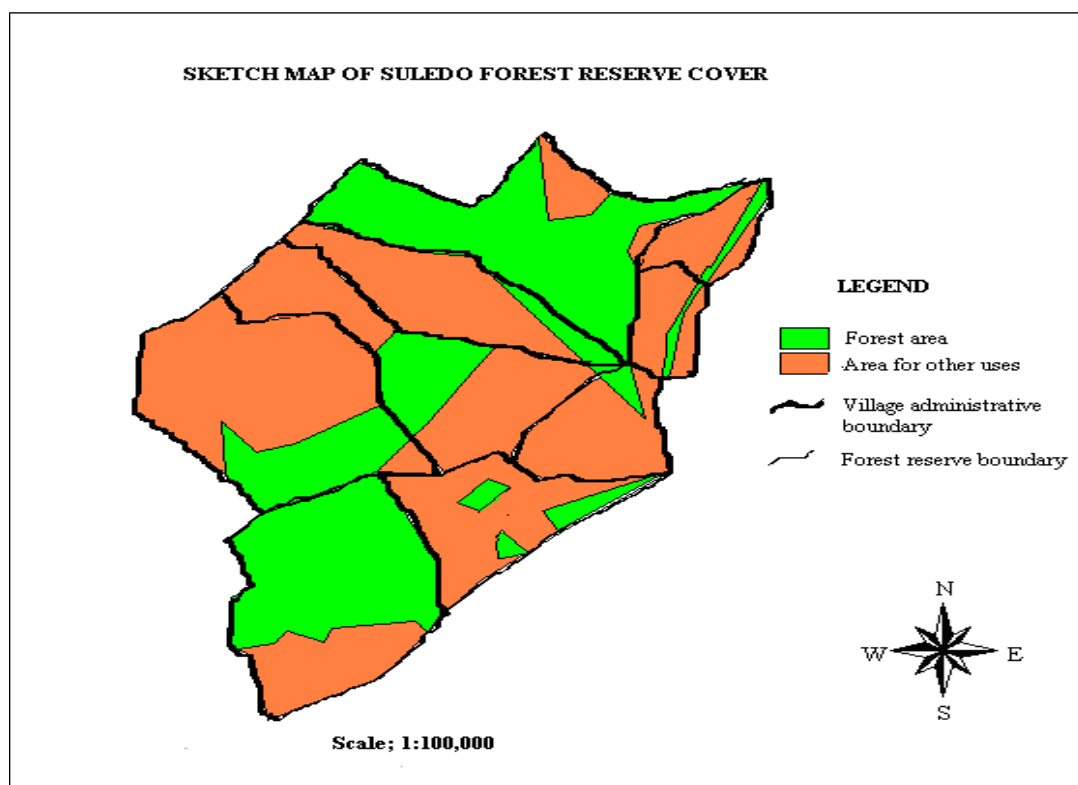 SKETCH MAP OF SULEDO FOREST RESERVE COVER
LEGEND
Forest area
Area for other uses
Village administrative
boundary
Forest reserve boundary
N
W
E
S
Scale; 1:100,000